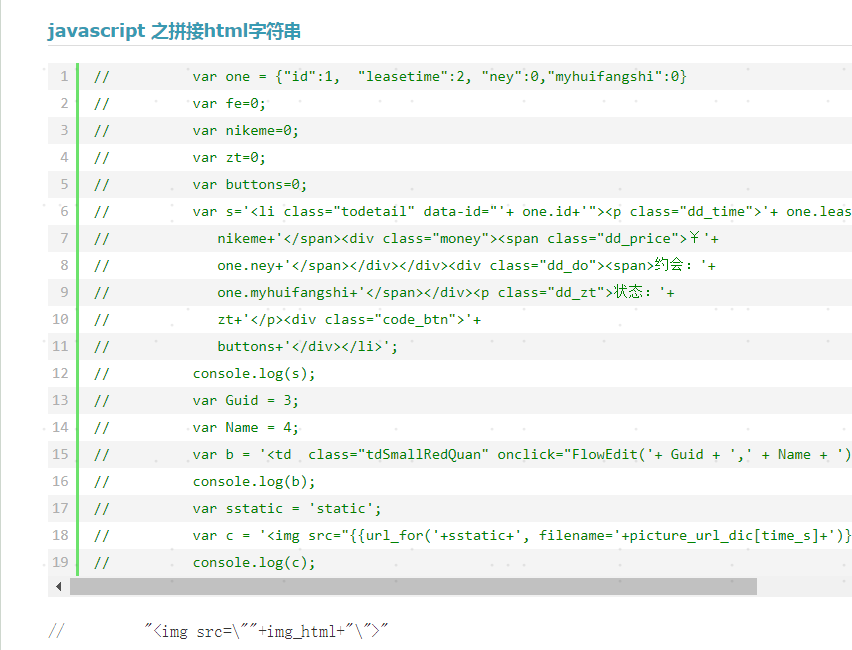 javascript 之拼接html字符串
1 // var one = {"id":1, "leasetime":2, "ney":0,"myhuifangshi":0}
2 // var fe=0;
3 // var nikeme=0;
4 // var zt=0;
5 // var buttons=0;
6 // var s='<li class="todetail" data-id="'+ one.id+'"><p class="dd_time">'+ one.leas
7 // nikeme+'</span><div class="money"><span class="dd_price">¥'+
8 // one.ney+'</span></div></div><div class="dd_do"><span>约会：'+
9 // one.myhuifangshi+'</span></div><p class="dd_zt">状态：'+
10 // zt+'</p><div class="code_btn">'+
11 // buttons+'</div></li>';
12 // console.log(s);
13 // var Guid = 3;
14 // var Name = 4;
15 // var b = '<td  class="tdSmallRedQuan" onclick="FlowEdit('+ Guid + ',' + Name + ')
16 // console.log(b);
17 // var sstatic = 'static';
18 // var c = '<img src="{{url_for('+sstatic+', filename='+picture_url_dic[time_s]+')}
19 // console.log(c);
// "<img src=\""+img_html+"\">"